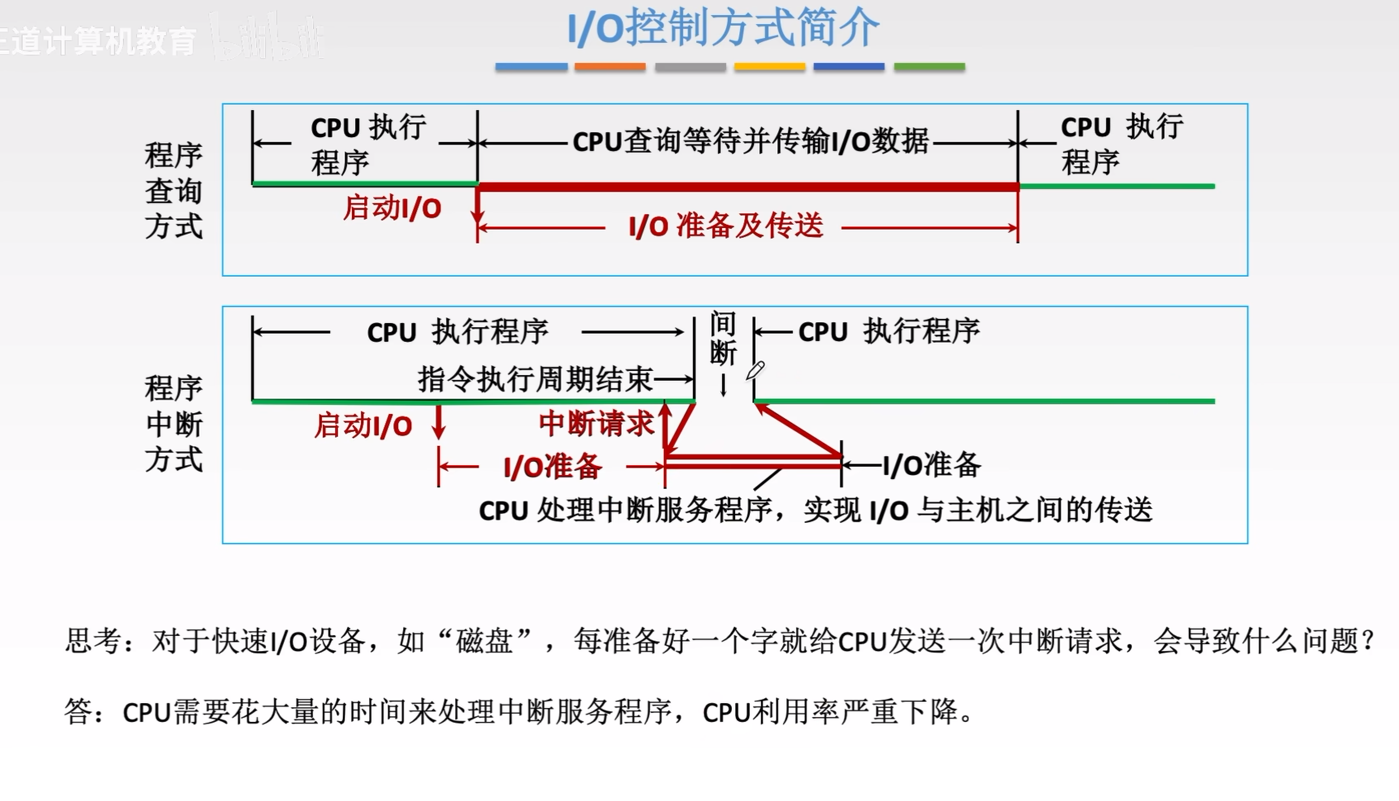 王道计算机教育
I/O控制方式简介
程序
查询
方式
CPU 执行
程序
CPU查询等待并传输I/O数据
CPU 执行
程序
启动I/O
I/O 准备及传送
程序
中断
方式
CPU 执行程序
间
断
CPU 执行程序
指令执行周期结束
启动I/O
中断请求
I/O准备
I/O准备
CPU 处理中断服务程序，实现 I/O 与主机之间的传送
思考：对于快速I/O设备，如“磁盘”，每准备好一个字就给CPU发送一次中断请求，会导致什么问题？
答：CPU需要花大量的时间来处理中断服务程序，CPU利用率严重下降。